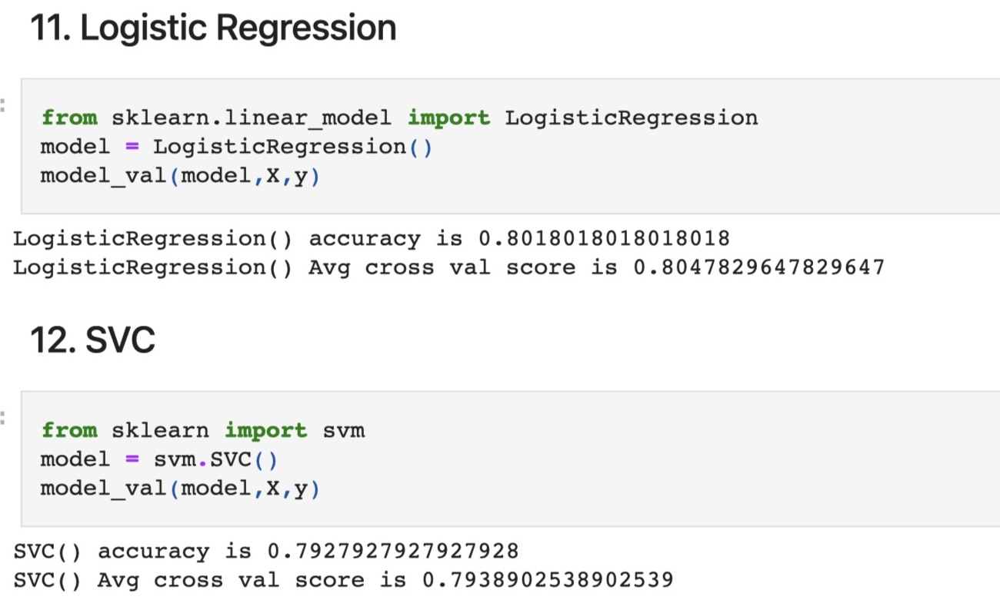 11. Logistic Regression
from sklearn.linear_model import LogisticRegression
model = LogisticRegression()
model_val(model,X,y)
LogisticRegression() accuracy is 0.8018018018018018
LogisticRegression() Avg cross val score is 0.8047829647829647
12. SVC
from sklearn import svm
model = svm.SVC()
model_val(model,X,y)
SVC() accuracy is 0.7927927927927928
SVC() Avg cross val score is 0.7938902538902539